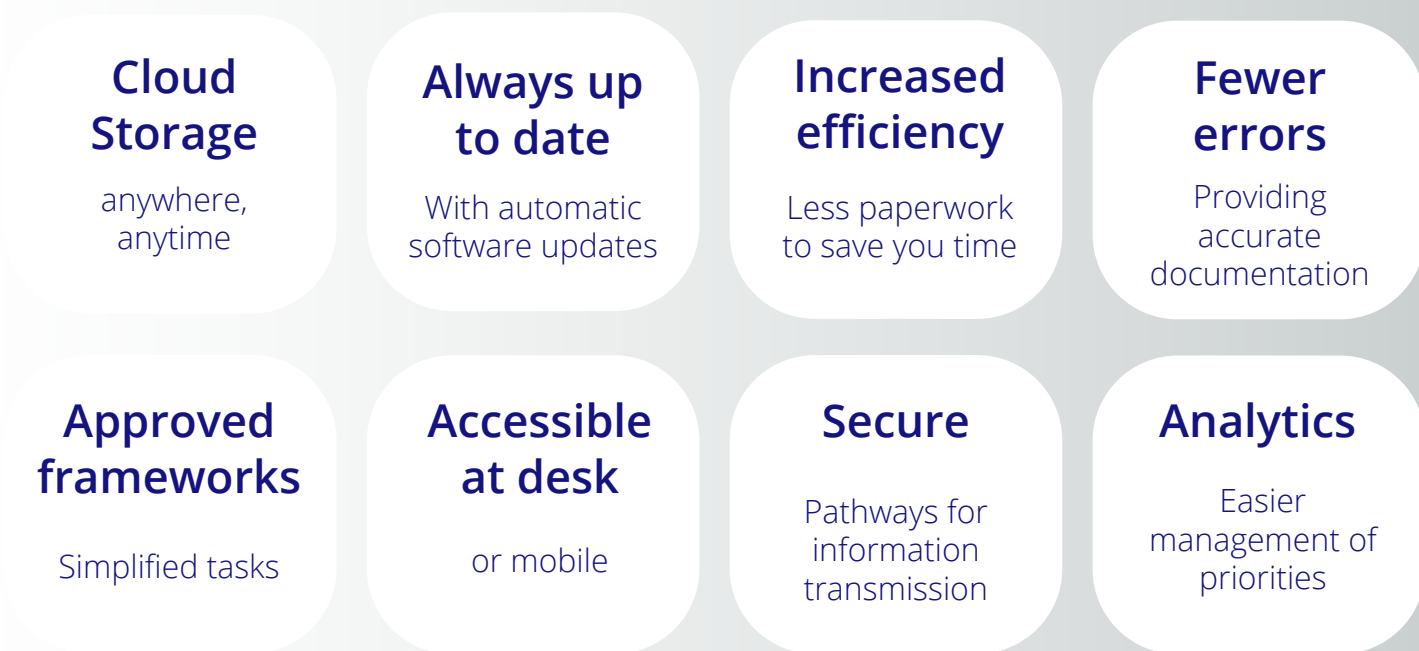 Cloud
Storage
anywhere,
anytime
Always up
to date
With automatic
software updates
Increased
efficiency
Less paperwork
to save you time
Fewer
errors
Providing
accurate
documentation
Approved
frameworks
Simplified tasks
Accessible
at desk
or mobile
Secure
Pathways for
information
transmission
Analytics
Easier
management of
priorities